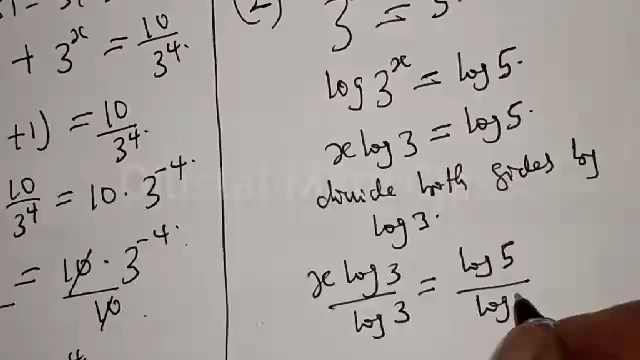 + 3^x = 10/3^4.
+1) = 10/3^4.
10/3^4 = 10 · 3^-4.
= 10/10 · 3^-4.
(2)
3 = 5.
log 3^x = log 5.
x log 3 = log 5.
divide both sides by
log 3.
x log 3 / log 3 = log 5 / log